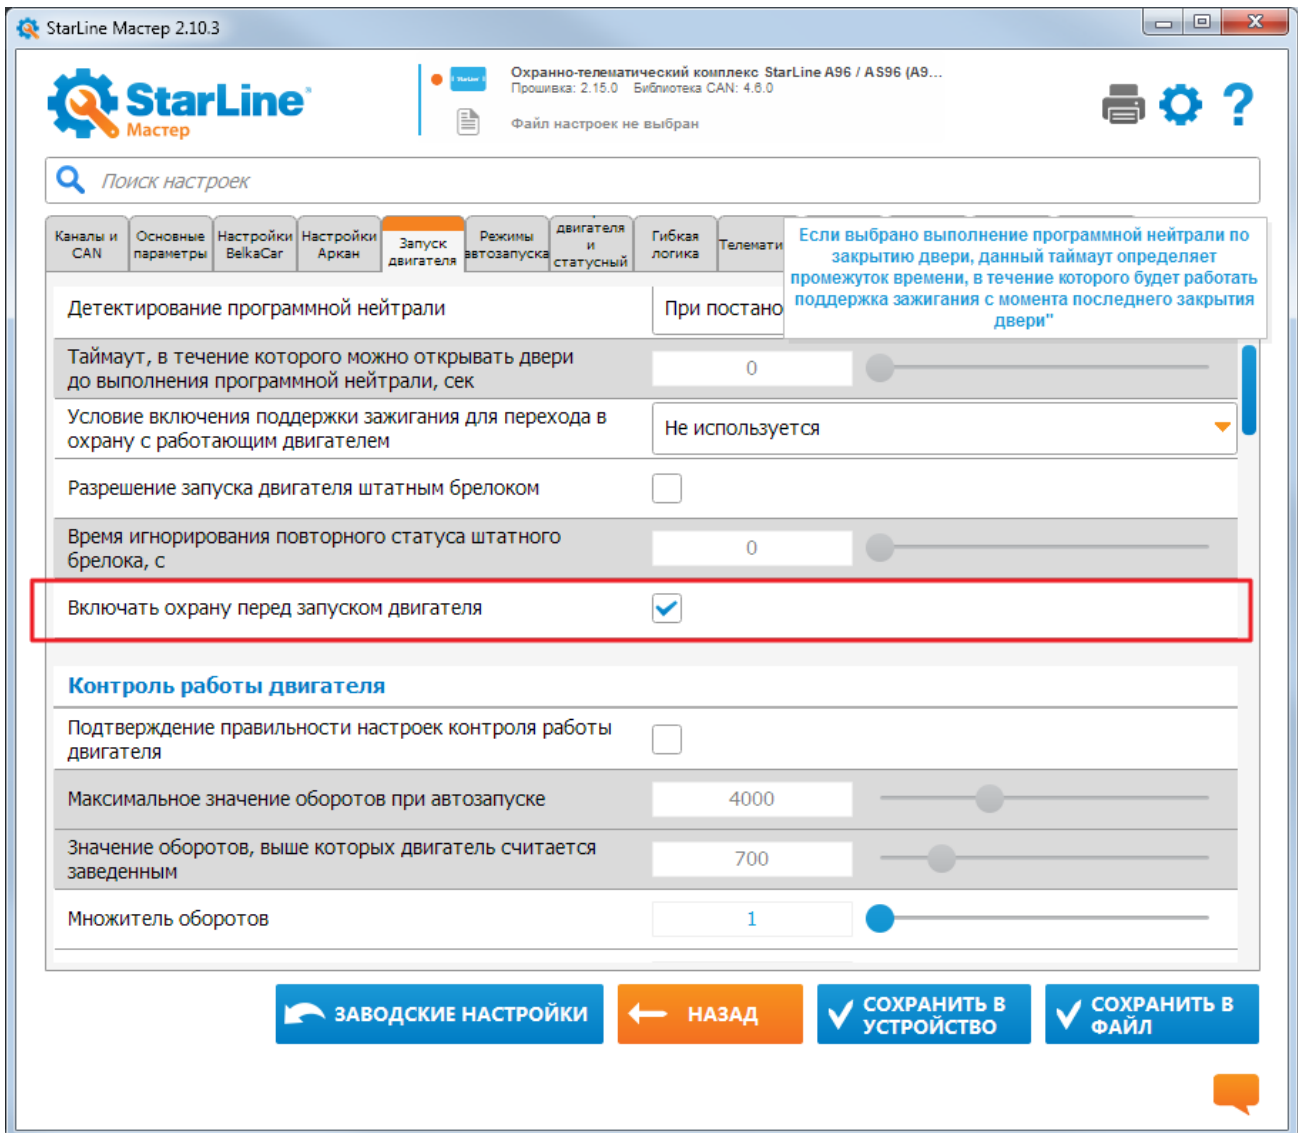 StarLine Мастер 2.10.3
StarLine
Мастер
Охранно-телематический комплекс StarLine A96 / AS96 (A9...
Прошивка: 2.15.0 Библиотека CAN: 4.6.0
Файл настроек не выбран
?
Поиск настроек
Каналы и
CAN
Основные
параметры
Настройки
BelkaCar
Настройки
Аркан
Запуск
двигателя
Режимы
автозапуска
двигателя
и
статусный
Гибкая
логика
Телемати
Если выбрано выполнение программной нейтрали по
закрытию двери, данный таймаут определяет
промежуток времени, в течение которого будет работать
поддержка зажигания с момента последнего закрытия
двери"
Детектирование программной нейтрали
При постано
Таймаут, в течение которого можно открывать двери
до выполнения программной нейтрали, сек
0
Условие включения поддержки зажигания для перехода в
охрану с работающим двигателем
Не используется
Разрешение запуска двигателя штатным брелоком
Время игнорирования повторного статуса штатного
брелока, с
0
Включать охрану перед запуском двигателя
Контроль работы двигателя
Подтверждение правильности настроек контроля работы
двигателя
Максимальное значение оборотов при автозапуске
4000
Значение оборотов, выше которых двигатель считается
заведенным
700
Множитель оборотов
1
ЗАВОДСКИЕ НАСТРОЙКИ
НАЗАД
СОХРАНИТЬ В
УСТРОЙСТВО
СОХРАНИТЬ В
ФАЙЛ